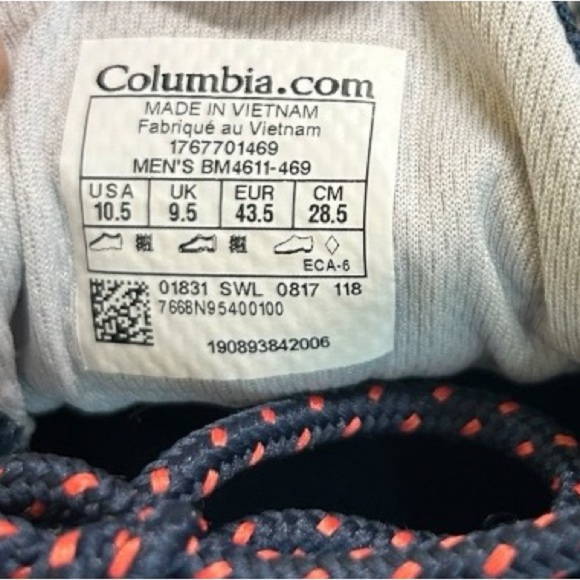 Columbia.com
MADE IN VIETNAM
Fabriqué au Vietnam
1767701469
MEN'S BM4611-469
USA UK EUR CM
10.5 9.5 43.5 28.5
ECA-6
01831 SWL 0817 118
7668N95400100
190893842006